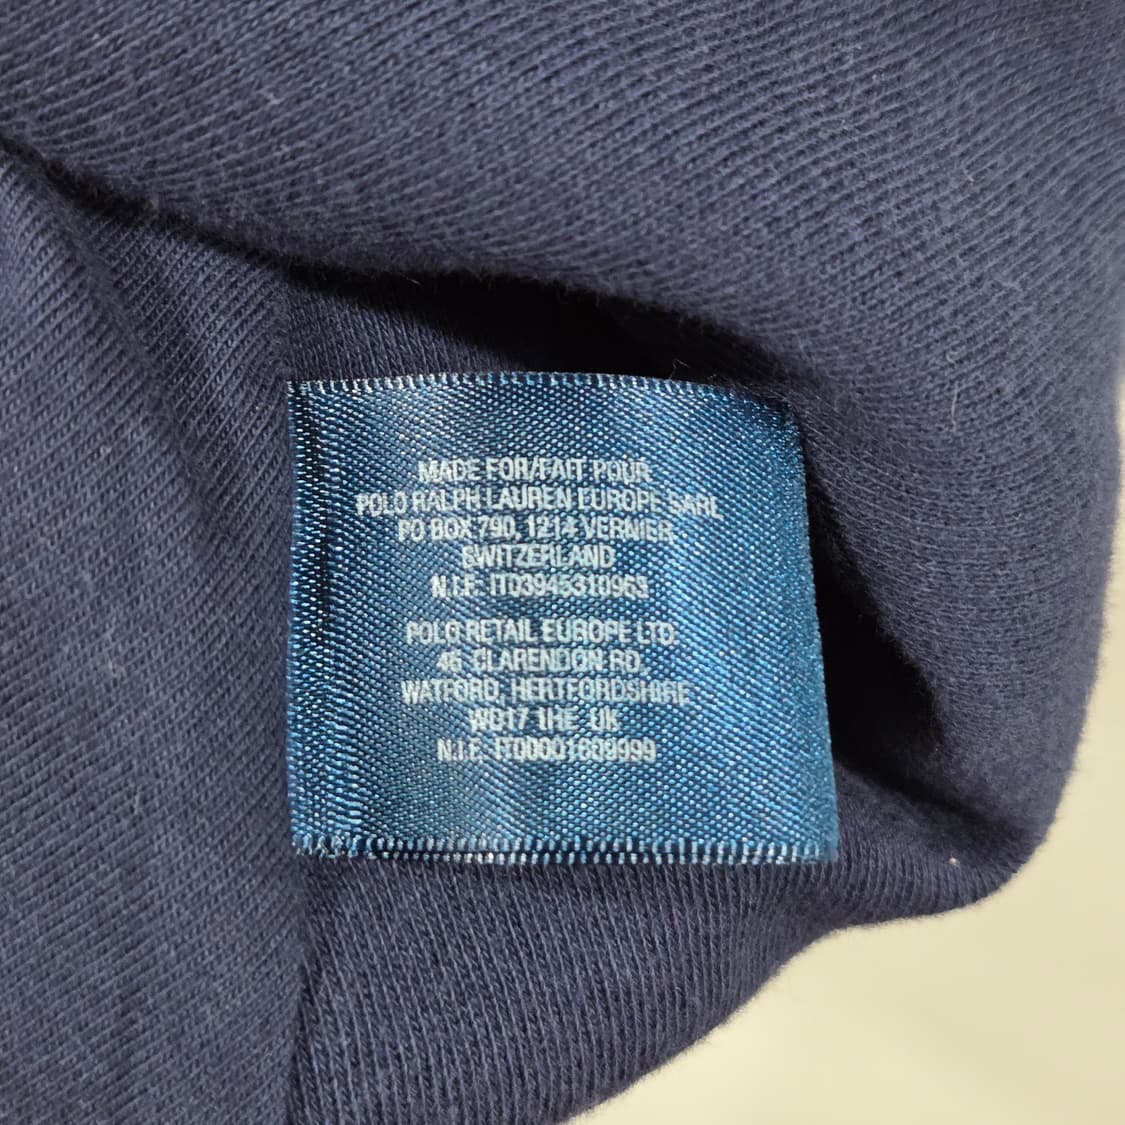 MADE FOR/FAIT POUR
POLO RALPH LAUREN EUROPE SARL
PO BOX 790, 1214 VERNIER
SWITZERLAND
N.I.F: IT03945310963
POLO RETAIL EUROPE LTD.
46 CLARENDON RD,
WATFORD, HERTFORDSHIRE
WD17 1HE UK
N.I.F. IT00001609999